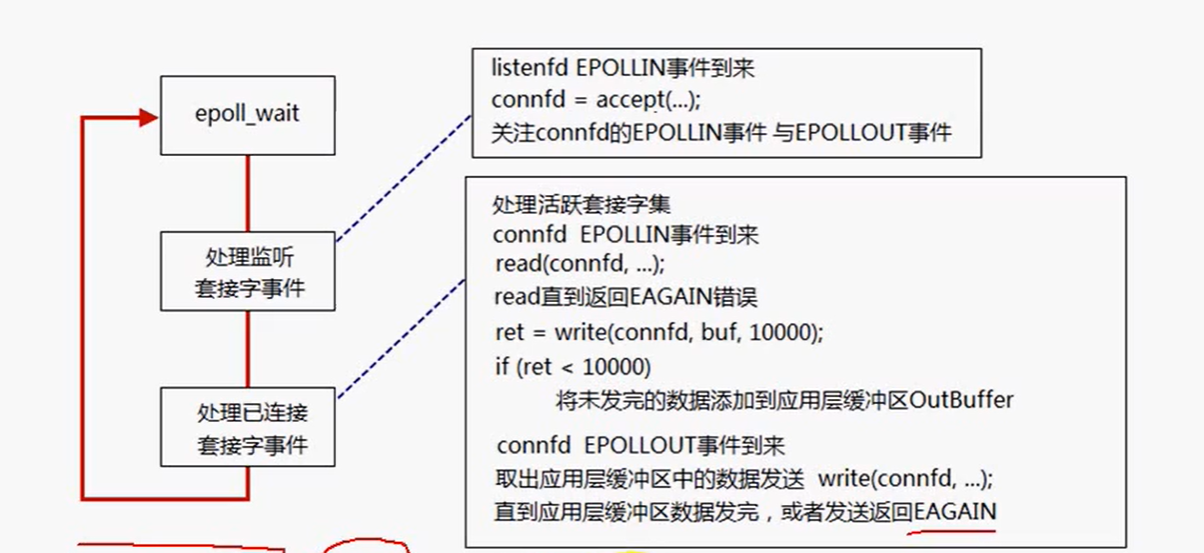 epoll_wait
处理监听
套接字事件
处理已连接
套接字事件
listenfd EPOLLIN事件到来
connfd = accept(...);
关注connfd的EPOLLIN事件 与EPOLLOUT事件
处理活跃套接字集
connfd EPOLLIN事件到来
read(connfd, ...);
read直到返回EAGAIN错误
ret = write(connfd, buf, 10000);
if (ret < 10000)
将未发完的数据添加到应用层缓冲区OutBuffer
connfd EPOLLOUT事件到来
取出应用层缓冲区中的数据发送 write(connfd, ...);
直到应用层缓冲区数据发完，或者发送返回EAGAIN